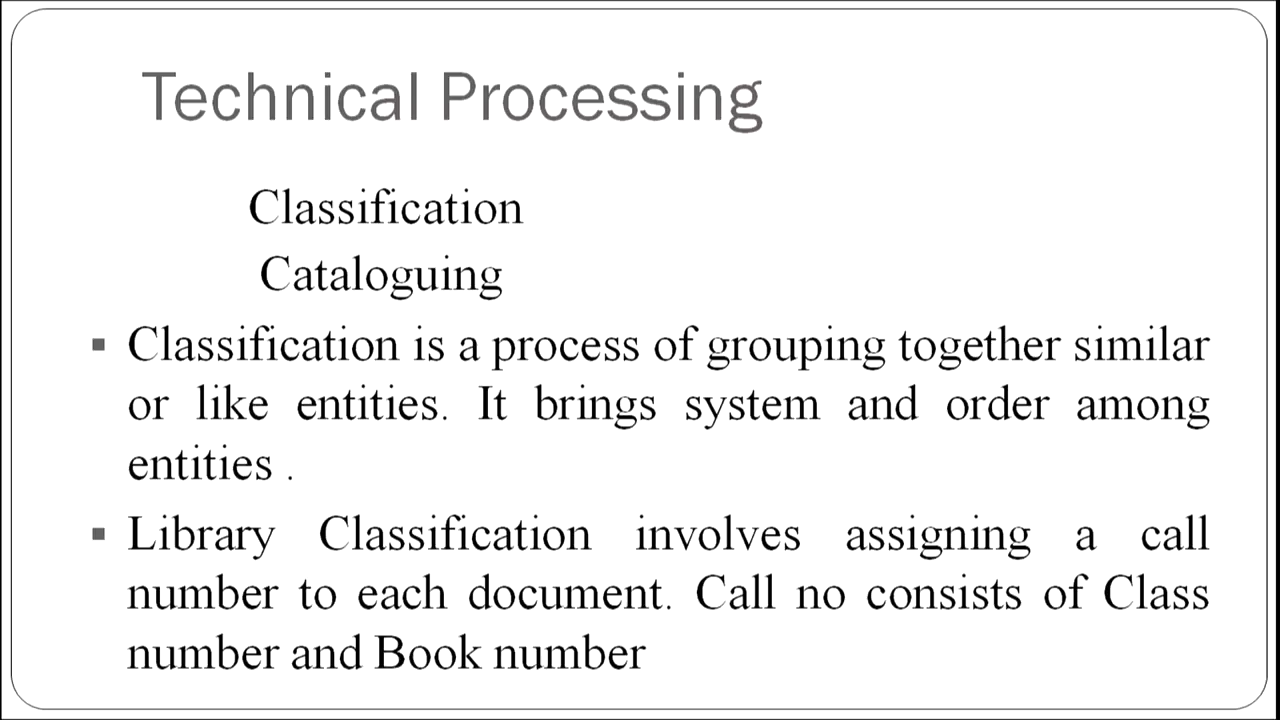 Technical Processing
Classification
Cataloguing
▪ Classification is a process of grouping together similar
or like entities. It brings system and order among
entities .
▪ Library Classification involves assigning a call
number to each document. Call no consists of Class
number and Book number